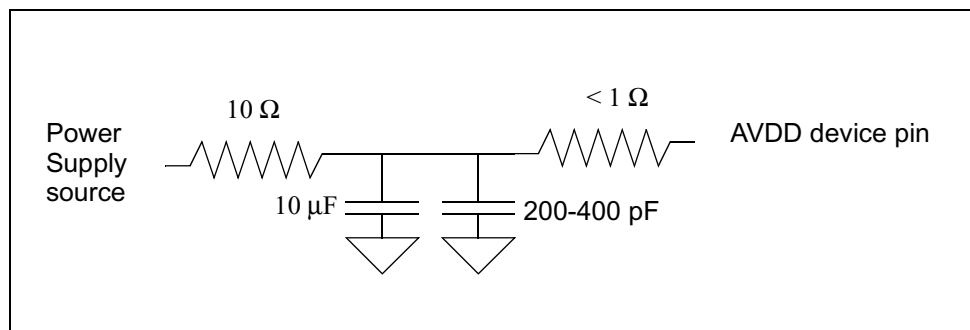 < 1 Ω
10 Ω
Power
Supply
source
AVDD device pin
10 μF
200-400 pF